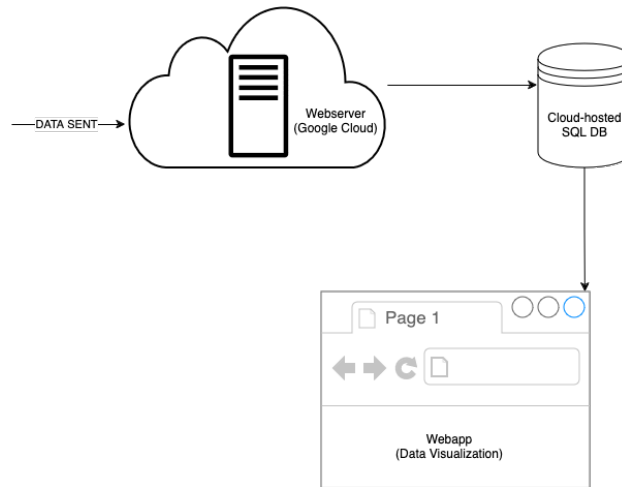 DATA SENT
Webserver
(Google Cloud)
Cloud-hosted
SQL DB
Page 1
Webapp
(Data Visualization)